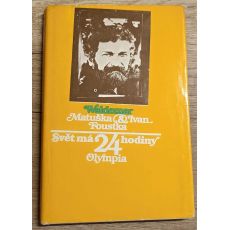 Waldemar
Matuška & Ivan
Foustka
Svět má 24 hodiny
Olympia